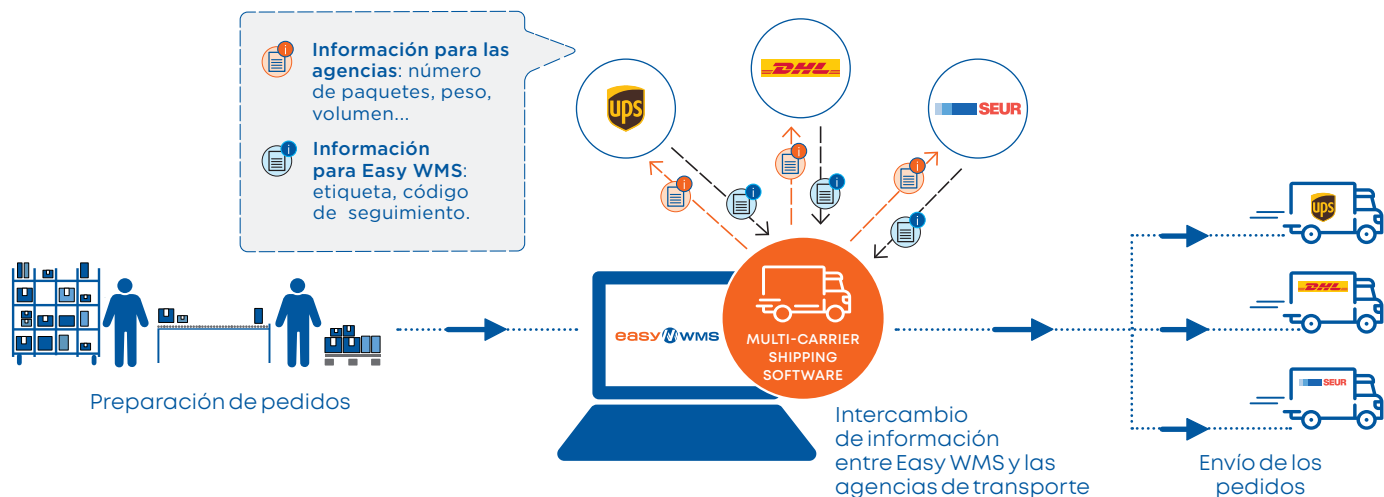 Información para las
agencias: número
de paquetes, peso,
volumen...
Información
para Easy WMS:
etiqueta, código
de seguimiento.
i
i
ups
DHL
SEUR
i
i
i
i
i
i
easy WMS
MULTI-CARRIER
SHIPPING
SOFTWARE
ups
DHL
SEUR
Preparación de pedidos
Intercambio
de información
entre Easy WMS y las
agencias de transporte
Envío de los
pedidos